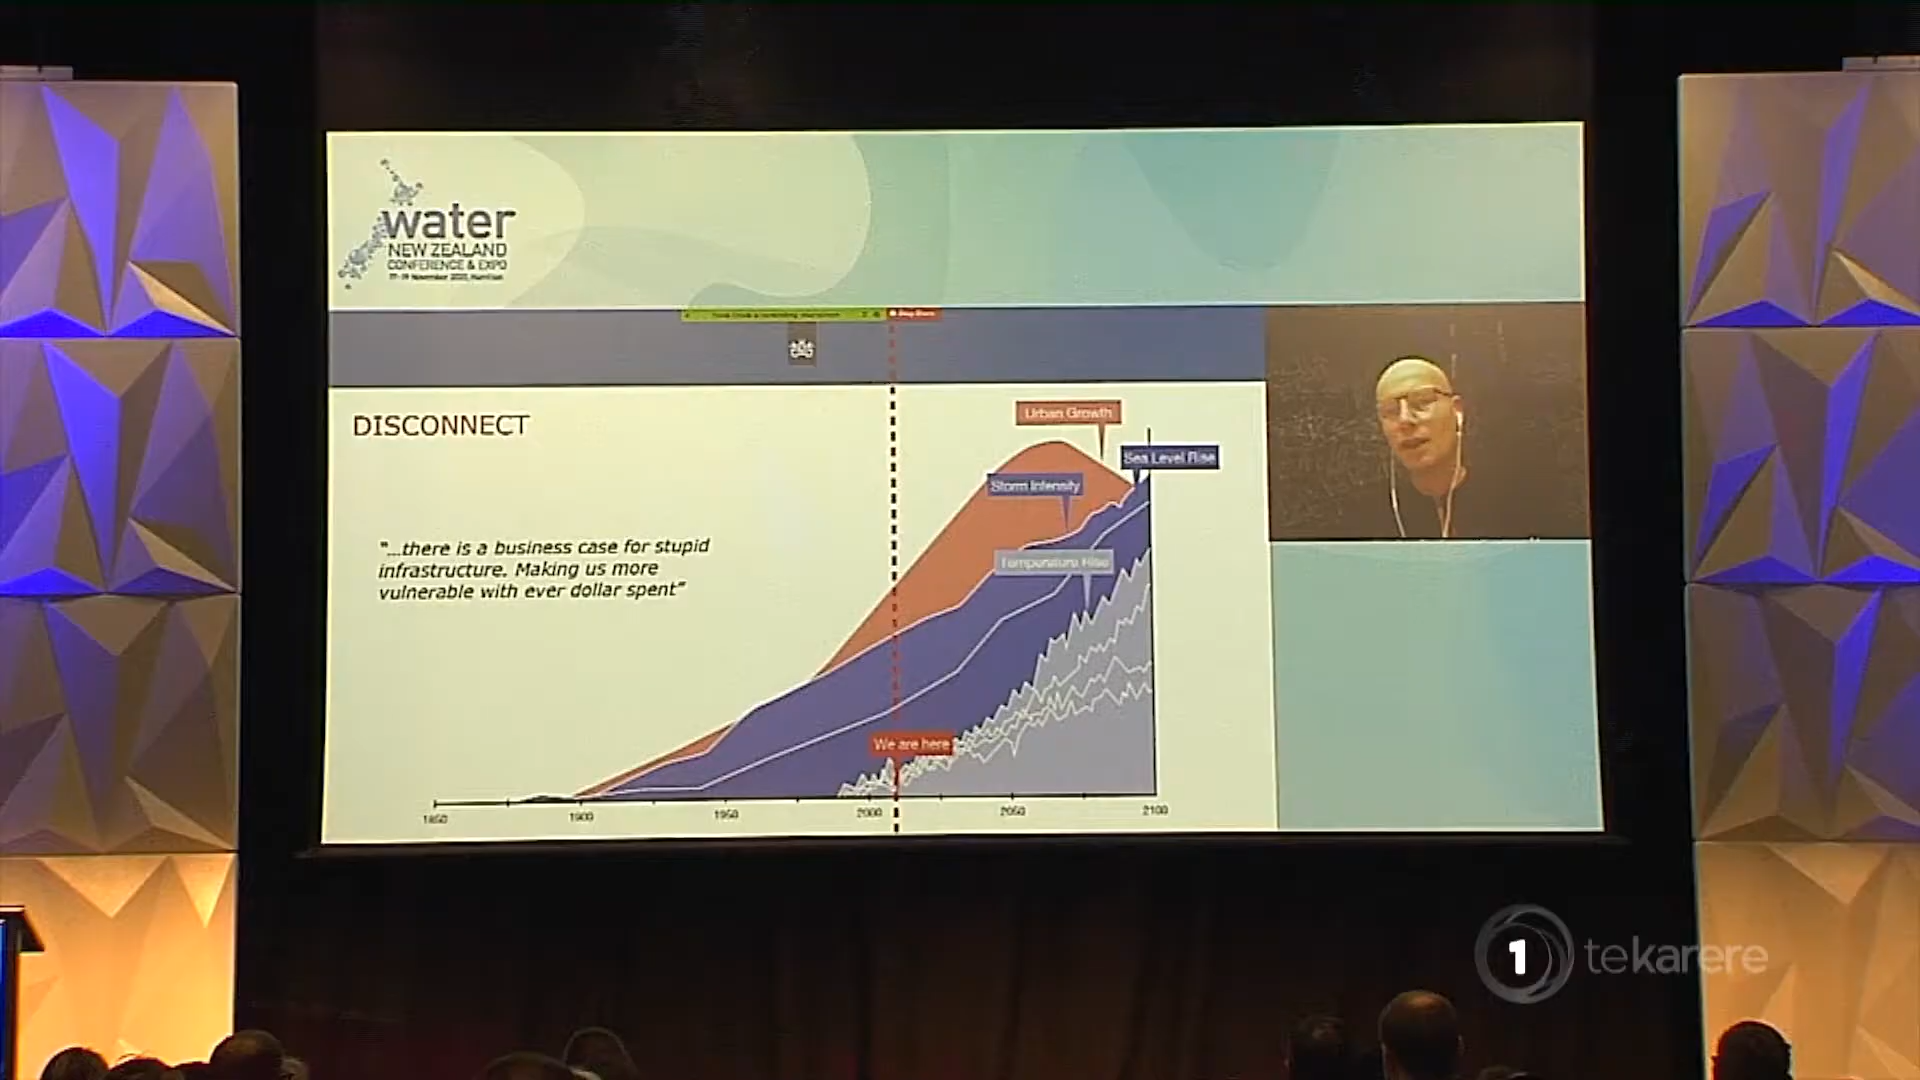 water
NEW ZEALAND
CONFERENCE & EXPO
DISCONNECT
"...there is a business case for stupid
infrastructure. Making us more
vulnerable with ever dollar spent"
Urban Growth
Sea Level Rise
Storm Intensity
Temperature Rise
We are here
1850
1900
1950
2000
2050
2100
1 tekarere